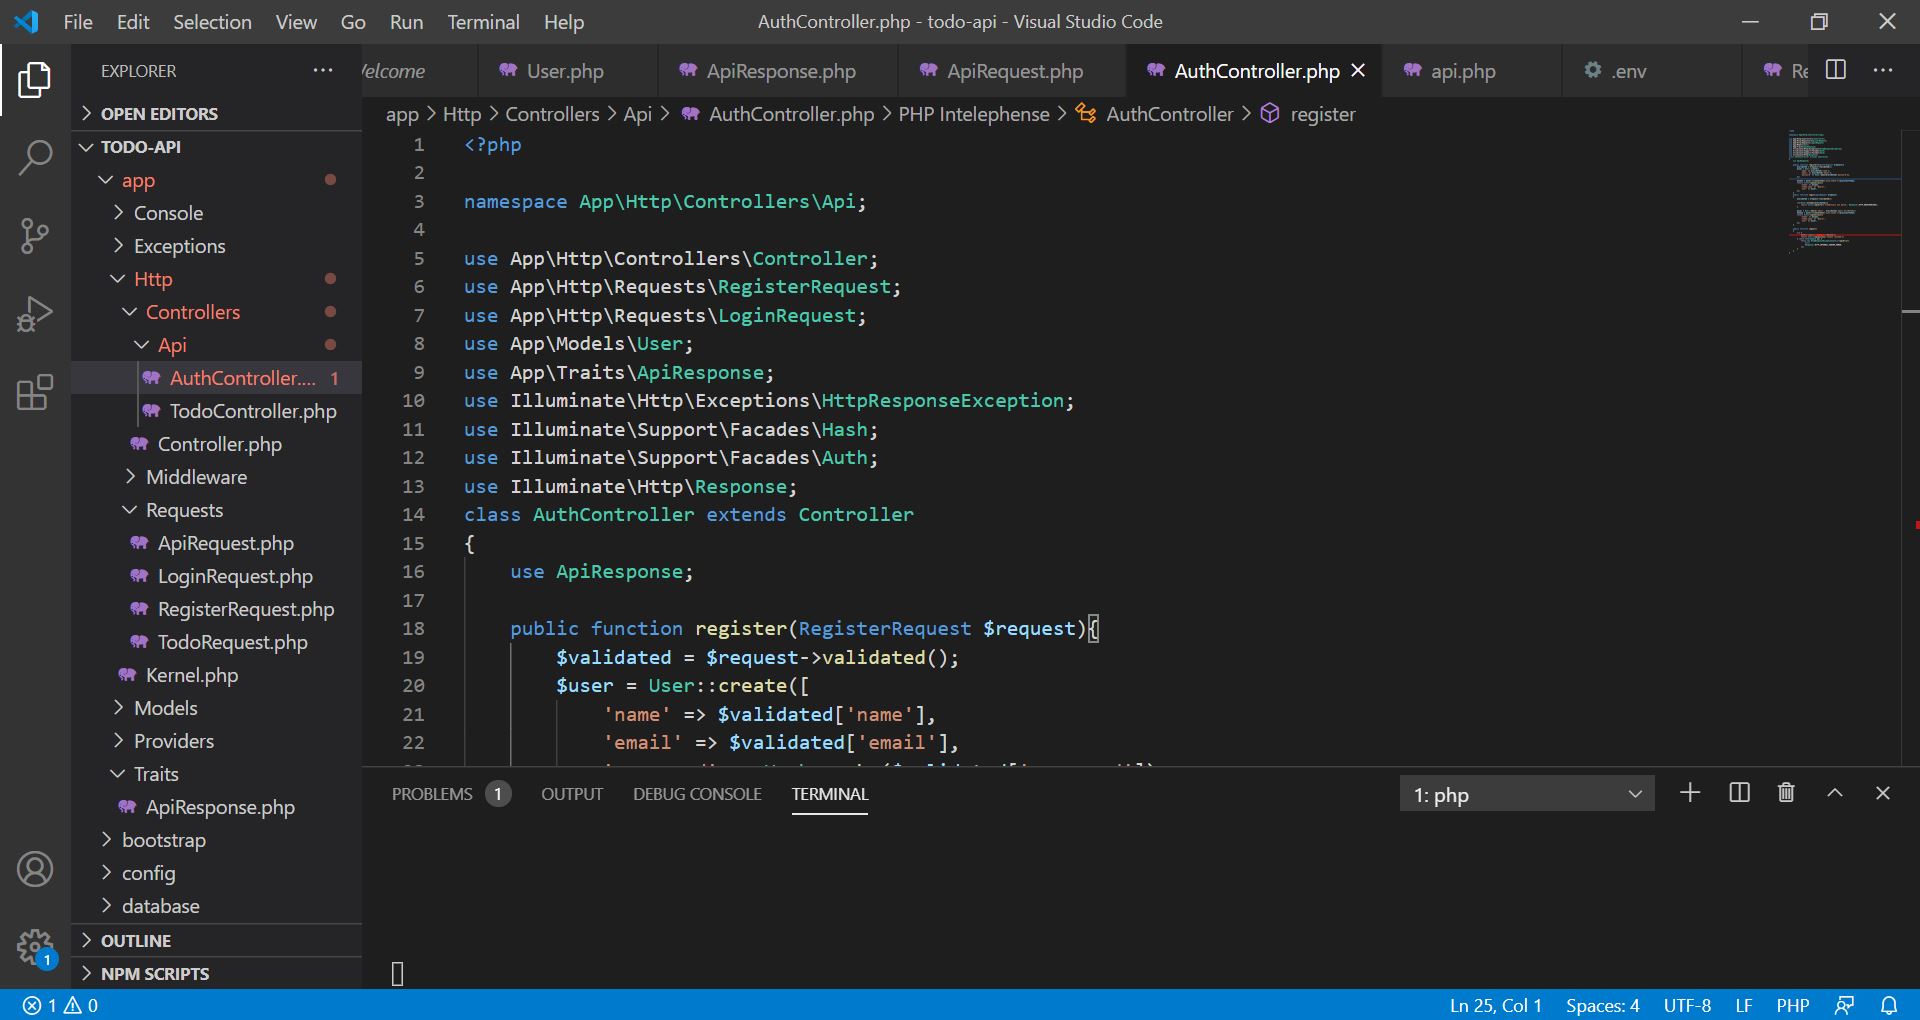 File Edit Selection View Go Run Terminal Help
AuthController.php - todo-api - Visual Studio Code
EXPLORER
OPEN EDITORS
TODO-API
app
Console
Exceptions
Http
Controllers
Api
AuthController.... 1
TodoController.php
Controller.php
Middleware
Requests
ApiRequest.php
LoginRequest.php
RegisterRequest.php
TodoRequest.php
Kernel.php
Models
Providers
Traits
ApiResponse.php
bootstrap
config
database
OUTLINE
NPM SCRIPTS
1
elcome User.php ApiResponse.php ApiRequest.php AuthController.php api.php .env Re
app > Http > Controllers > Api > AuthController.php > PHP Intelephense > AuthController > register
1 <?php
2
3 namespace App\Http\Controllers\Api;
4
5 use App\Http\Controllers\Controller;
6 use App\Http\Requests\RegisterRequest;
7 use App\Http\Requests\LoginRequest;
8 use App\Models\User;
9 use App\Traits\ApiResponse;
10 use Illuminate\Http\Exceptions\HttpResponseException;
11 use Illuminate\Support\Facades\Hash;
12 use Illuminate\Support\Facades\Auth;
13 use Illuminate\Http\Response;
14 class AuthController extends Controller
15 {
16 use ApiResponse;
17
18 public function register(RegisterRequest $request){
19 $validated = $request->validated();
20 $user = User::create([
21 'name' => $validated['name'],
22 'email' => $validated['email'],
PROBLEMS 1 OUTPUT DEBUG CONSOLE TERMINAL
1: php
1 0
Ln 25, Col 1 Spaces: 4 UTF-8 LF PHP